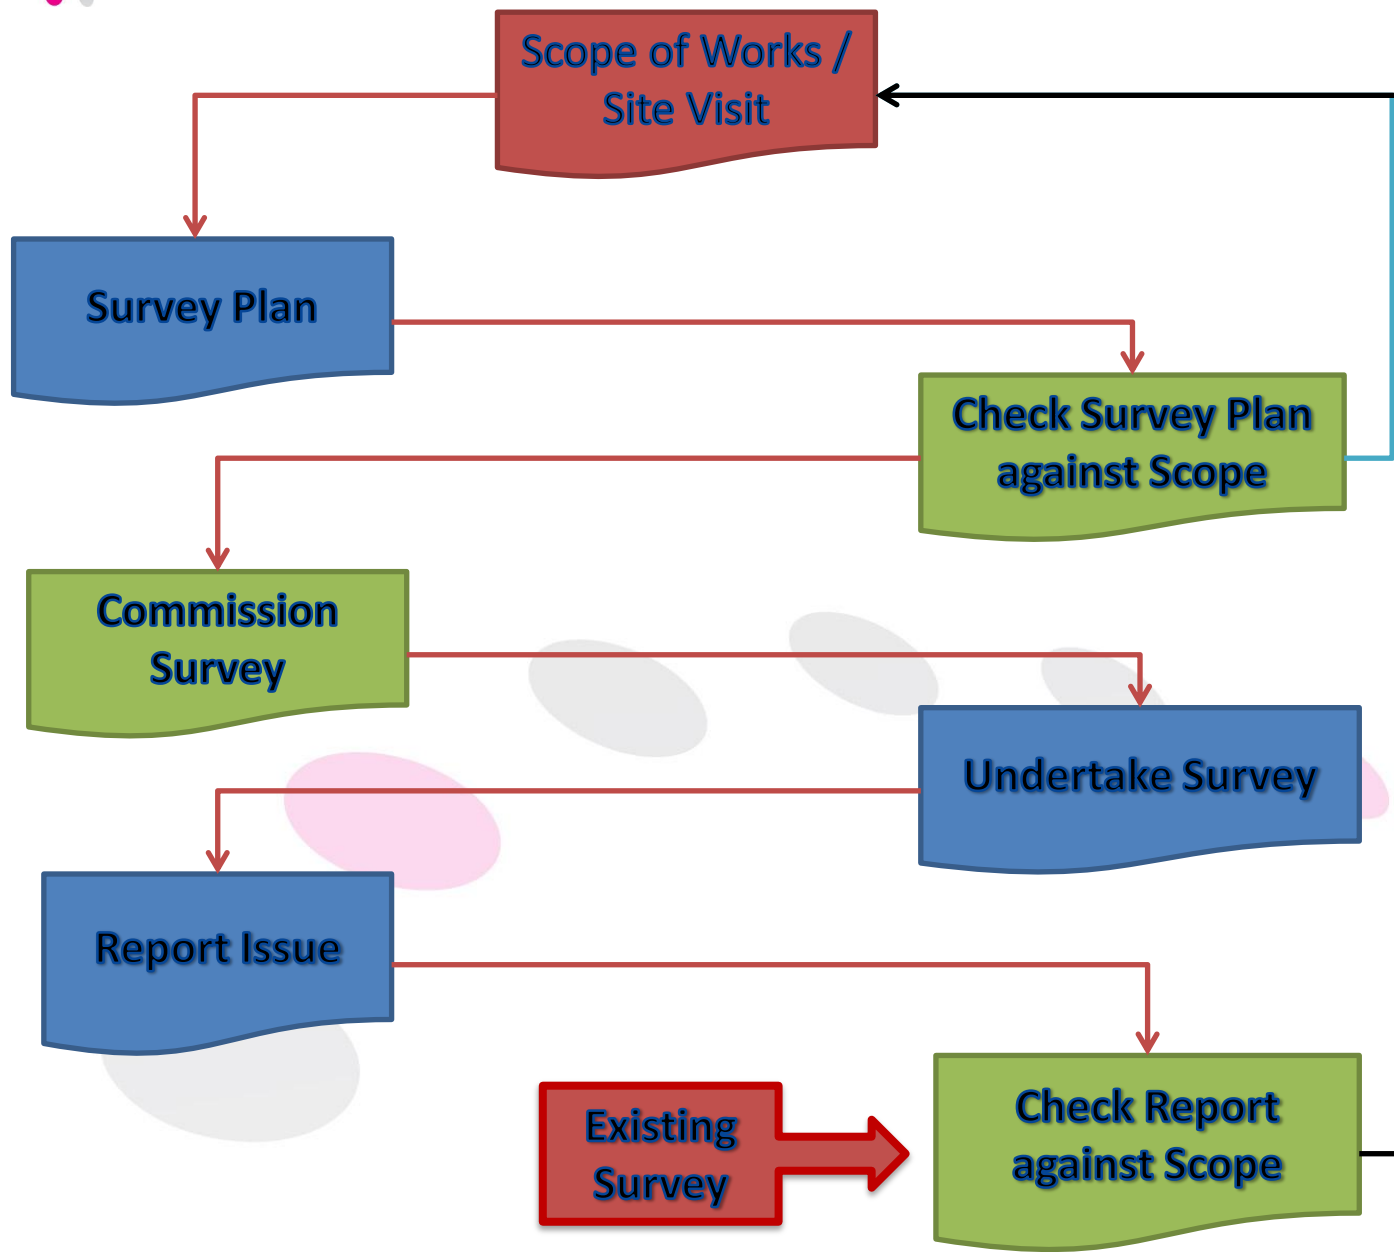 Scope of Works /
Site Visit
Survey Plan
Check Survey Plan
against Scope
Commission
Survey
Undertake Survey
Report Issue
Existing
Survey
Check Report
against Scope